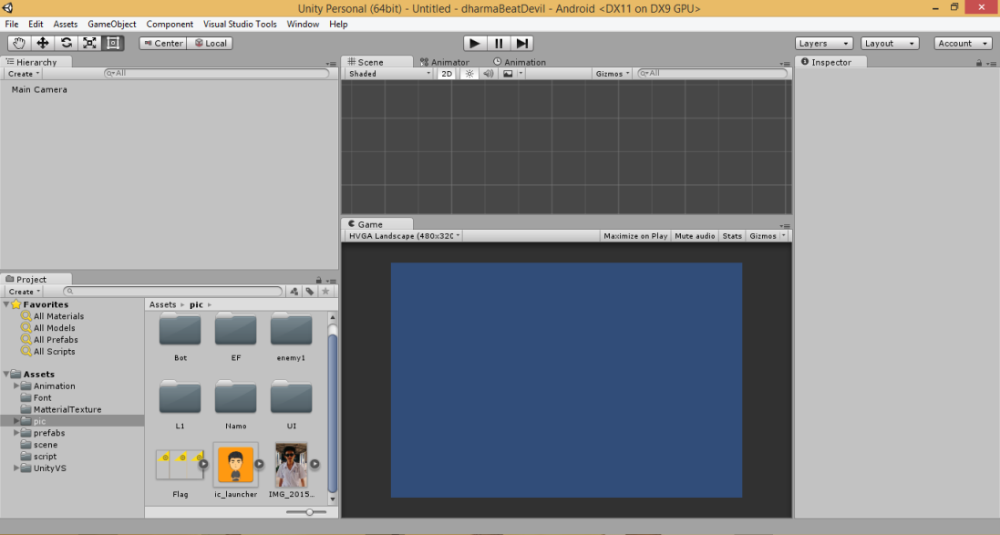 Unity Personal (64bit) - Untitled - dharmaBeatDevil - Android <DX11 on DX9 GPU>
File Edit Assets GameObject Component Visual Studio Tools Window Help
Center Local Layers Layout Account
Hierarchy
Create All
Main Camera
Scene Animator Animation
Shaded 2D Gizmos All
Inspector
Game
HVGA Landscape (480x320 Maximize on Play Mute audio Stats Gizmos
Project
Create
Favorites
All Materials
All Models
All Prefabs
All Scripts
Assets
Animation
Font
MatterialTexture
pic
prefabs
scene
script
UnityVS
Assets pic
Bot EF enemy1
L1 Namo UI
Flag ic_launcher IMG_2015...